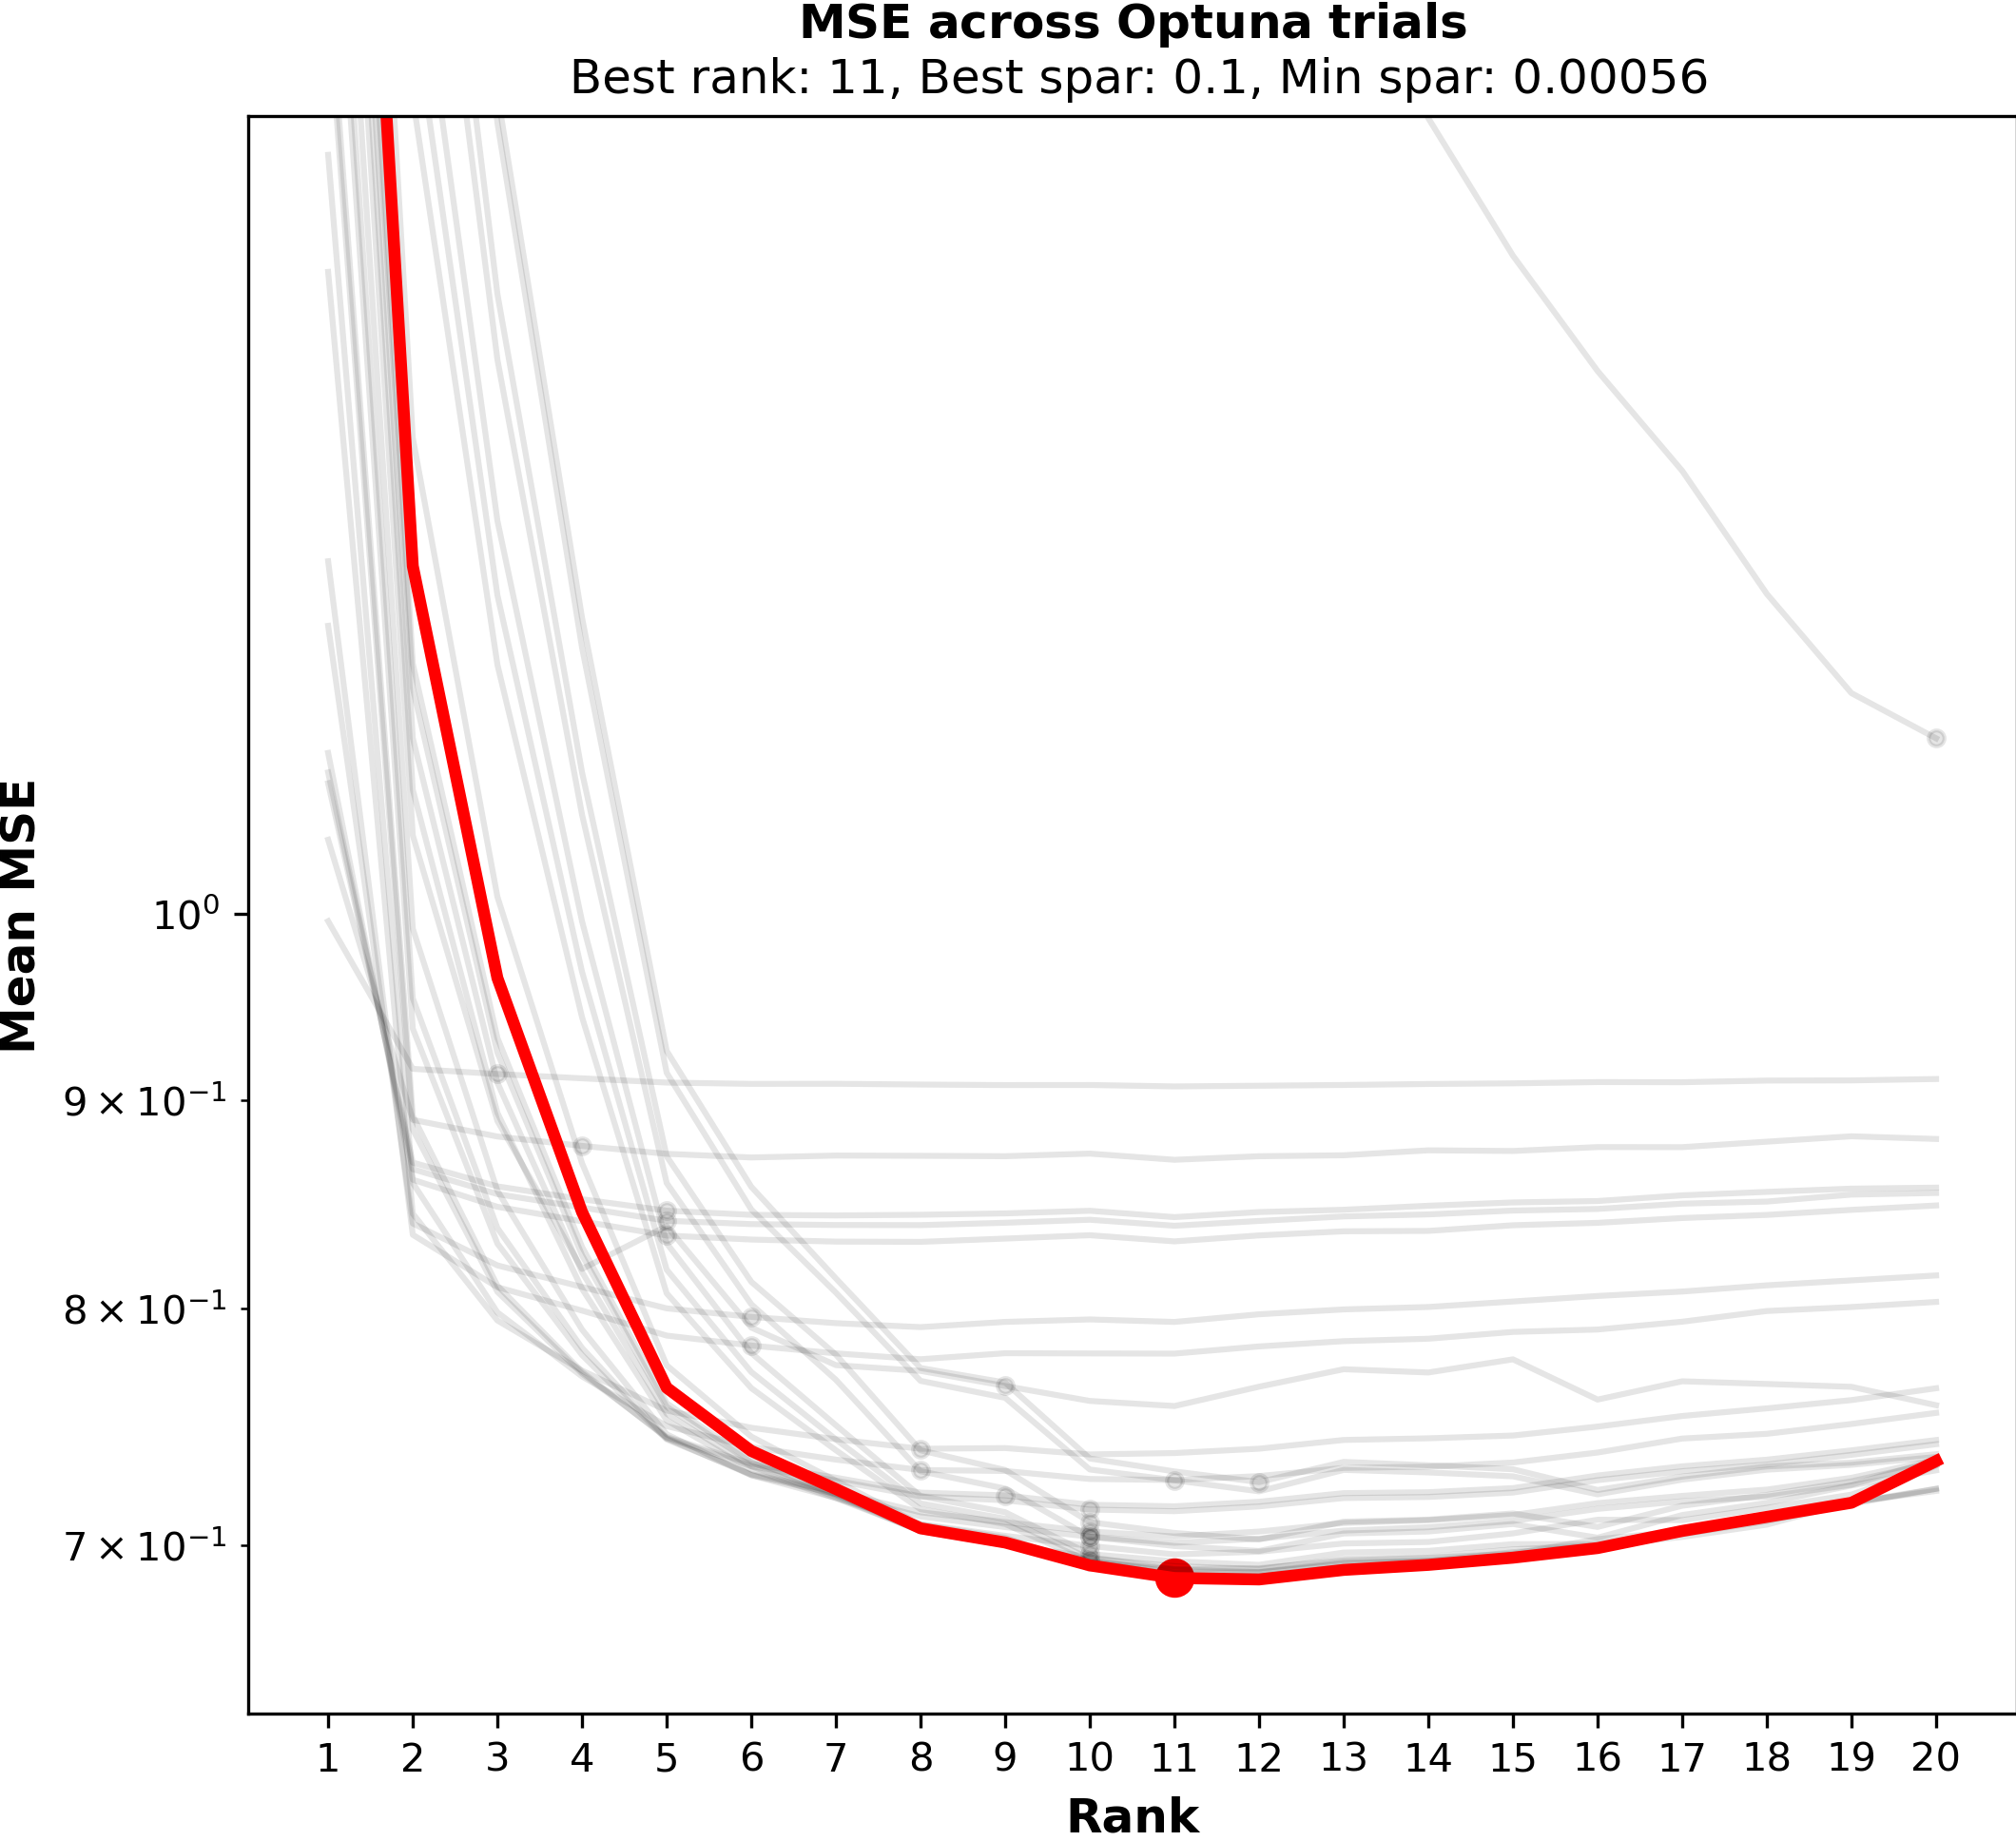 MSE across Optuna trials
Best rank: 11, Best spar: 0.1, Min spar: 0.00056
Mean MSE
10⁰
9 × 10⁻¹
8 × 10⁻¹
7 × 10⁻¹
1 2 3 4 5 6 7 8 9 10 11 12 13 14 15 16 17 18 19 20
Rank